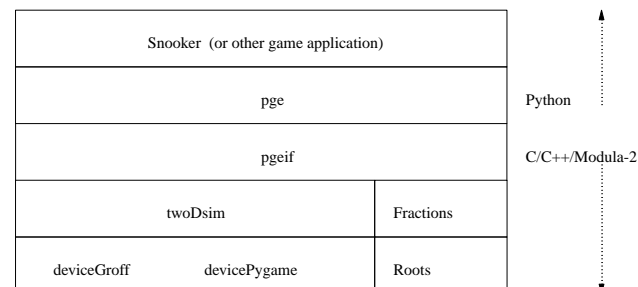 Snooker (or other game application)
pge
Python
pgeif
C/C++/Modula-2
twoDsim Fractions
deviceGroff devicePygame Roots